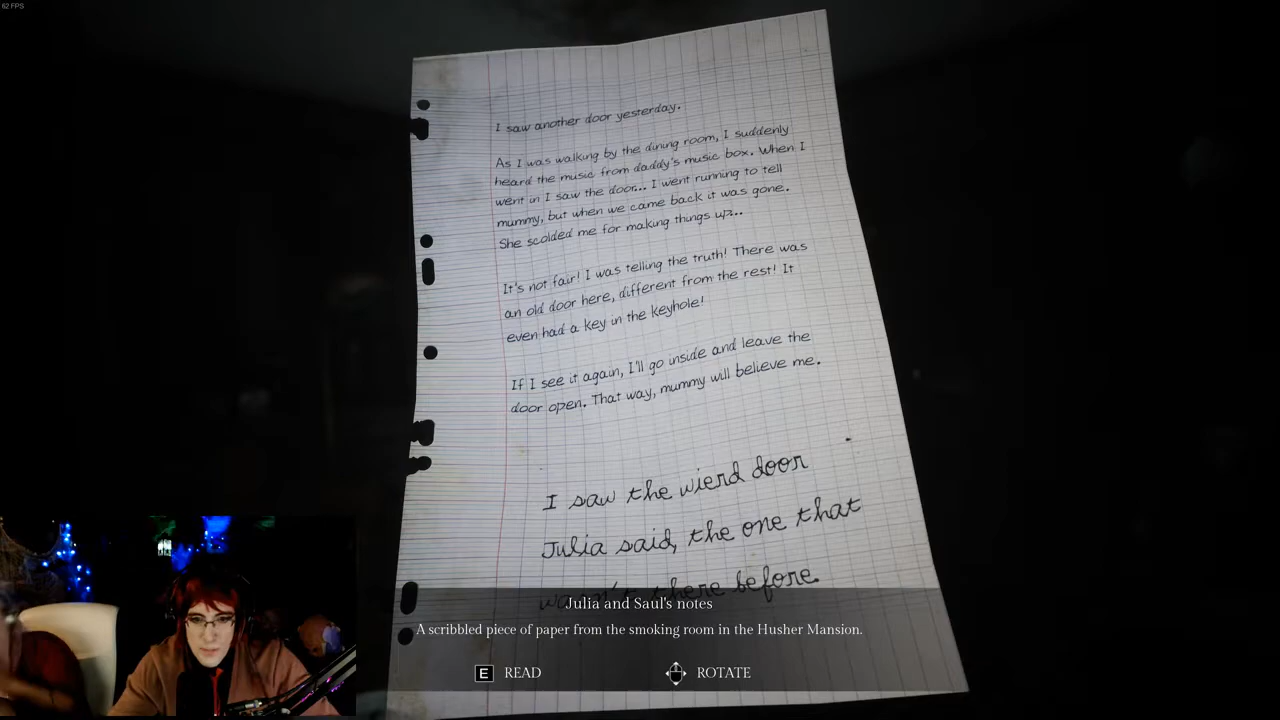 62 FPS
I saw another door yesterday.
As I was walking by the dining room, I suddenly
heard the music from daddy's music box. When I
went in I saw the door... I went running to tell
mummy, but when we came back it was gone.
She scolded me for making things up...
It's not fair! I was telling the truth! There was
an old door here, different from the rest! It
even had a key in the keyhole!
If I see it again, I'll go inside and leave the
door open. That way, mummy will believe me.
I saw the wierd door
Julia said, the one that
wasn't there before.
Julia and Saul's notes
A scribbled piece of paper from the smoking room in the Husher Mansion.
E READ
ROTATE